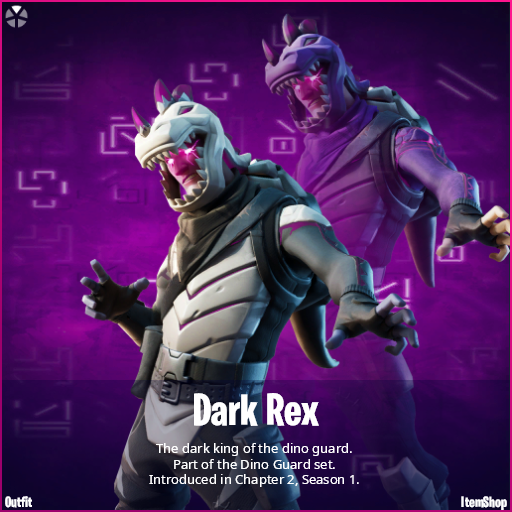 Dark Rex
The dark king of the dino guard.
Part of the Dino Guard set.
Introduced in Chapter 2, Season 1.
Outfit
ItemShop